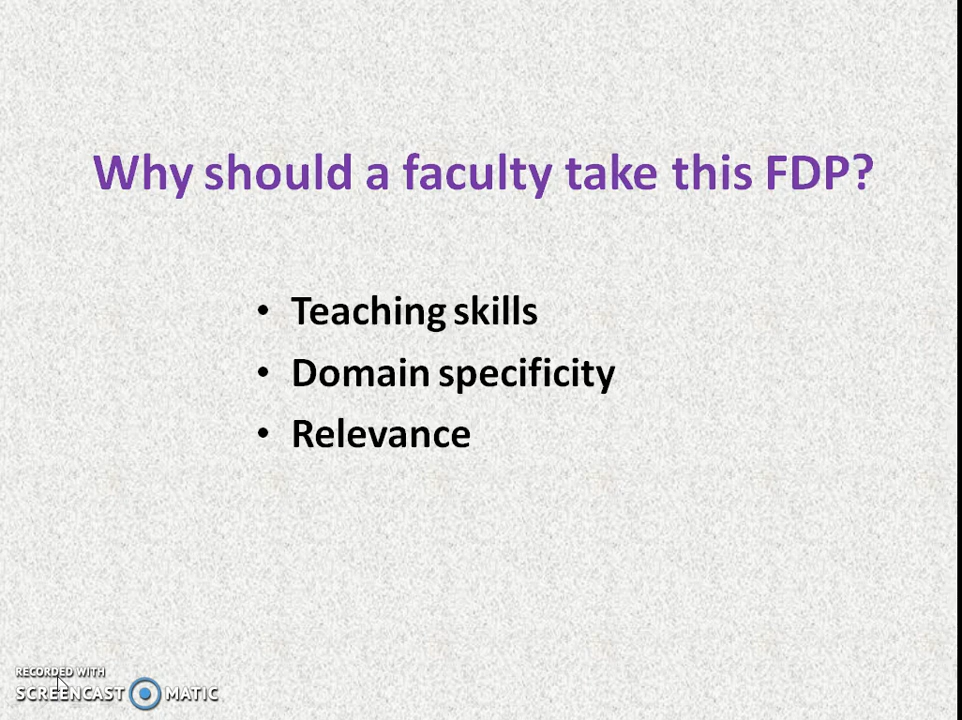 Why should a faculty take this FDP?
• Teaching skills
• Domain specificity
• Relevance
RECORDED WITH
SCREENCAST MATIC